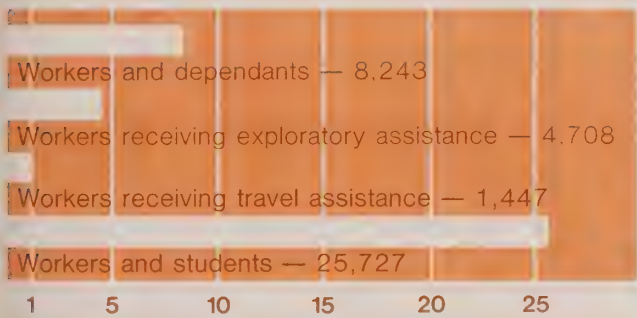 Workers and dependants — 8,243
Workers receiving exploratory assistance — 4,708
Workers receiving travel assistance — 1,447
Workers and students — 25,727
1 5 10 15 20 25